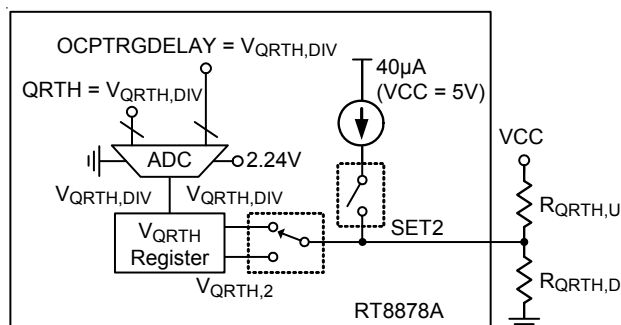 OCPTRGDELAY = VQRTH,DIV
QRTH = VQRTH,DIV
40µA
(VCC = 5V)
VCC
ADC
2.24V
VQRTH,DIV VQRTH,DIV
RQRTH,U
VQRTH
Register
SET2
VQRTH,2
RQRTH,D
RT8878A